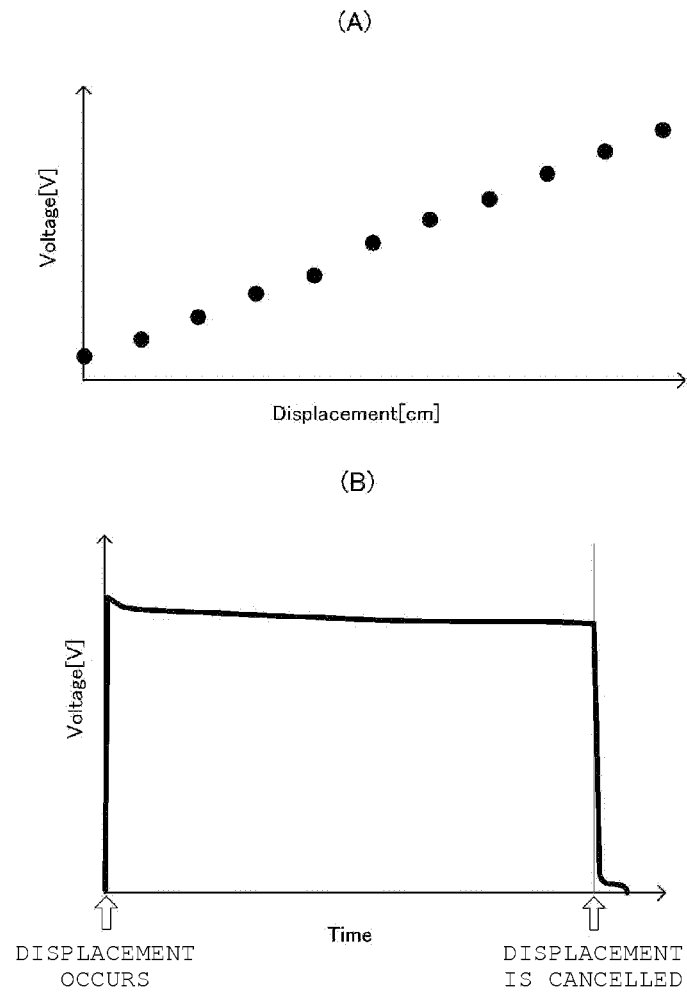 (A)
Voltage[V]
Displacement[cm]
(B)
Voltage[V]
Time
DISPLACEMENT
OCCURS
DISPLACEMENT
IS CANCELLED